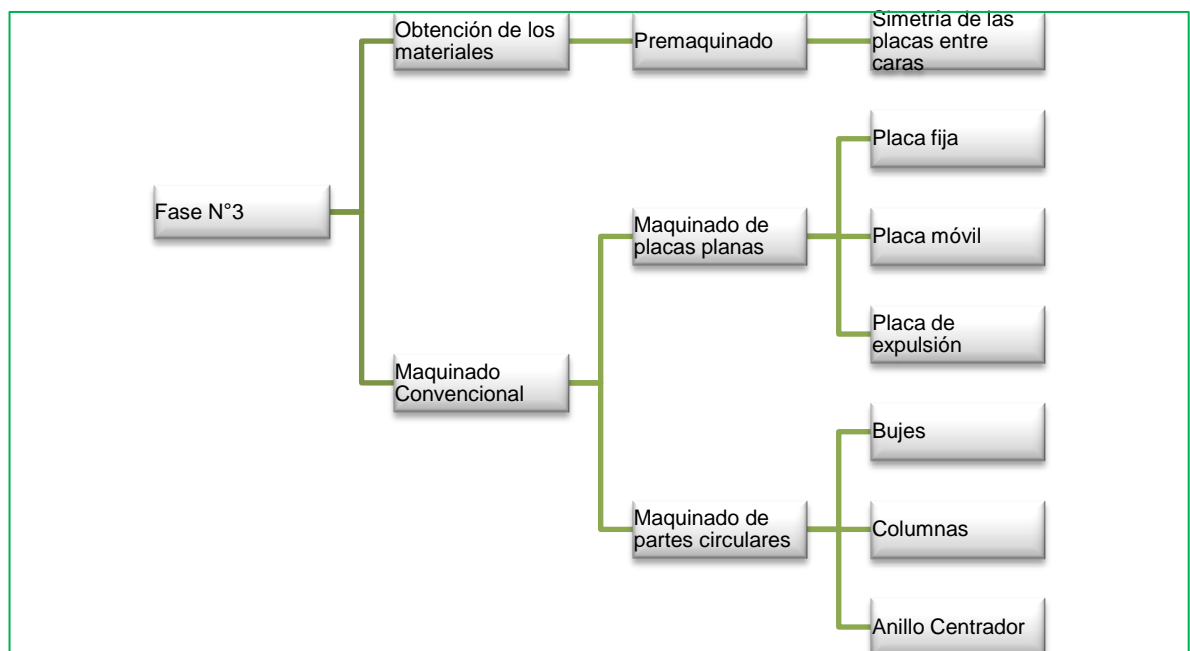 Obtención de los
materiales
Premaquinado
Simetría de las
placas entre
caras
Placa fija
Fase N°3
Maquinado de
placas planas
Placa móvil
Placa de
expulsión
Maquinado
Convencional
Bujes
Maquinado de
partes circulares
Columnas
Anillo Centrador